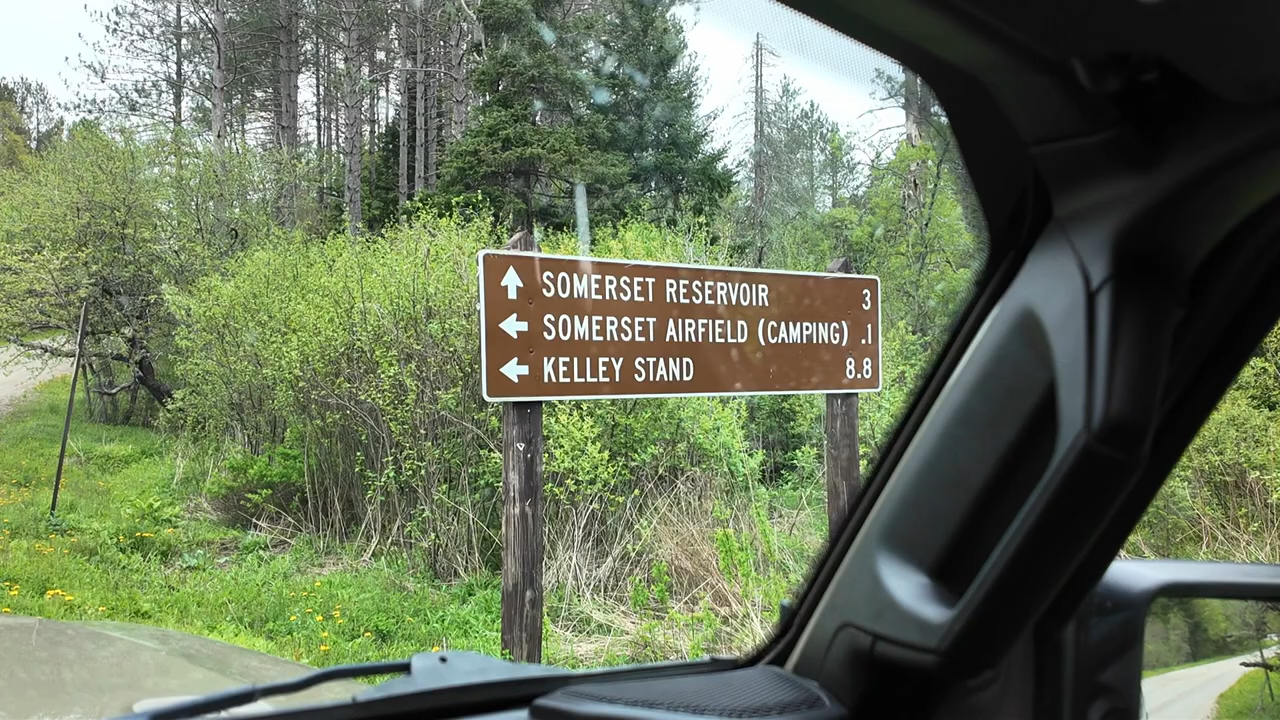 SOMERSET RESERVOIR 3
SOMERSET AIRFIELD (CAMPING) .1
KELLEY STAND 8.8